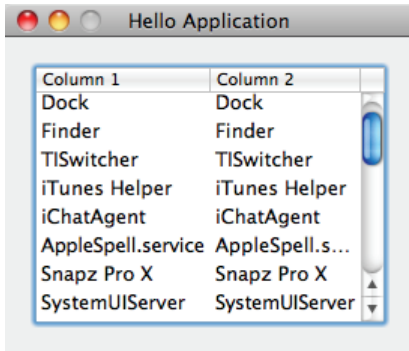 Hello Application
Column 1 Column 2
Dock Dock
Finder Finder
TISwitcher TISwitcher
iTunes Helper iTunes Helper
iChatAgent iChatAgent
AppleSpell.service AppleSpell.s...
Snapz Pro X Snapz Pro X
SystemUIServer SystemUIServer